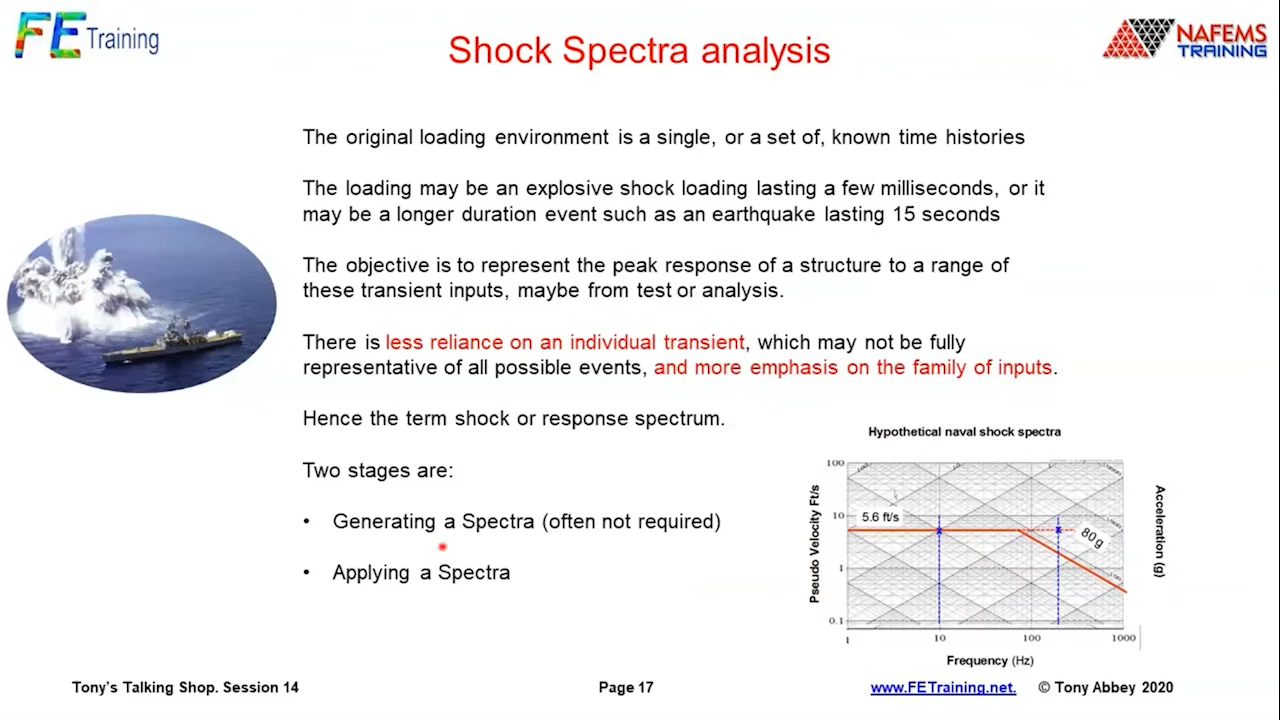 FE Training
Shock Spectra analysis
NAFEMS
TRAINING
The original loading environment is a single, or a set of, known time histories
The loading may be an explosive shock loading lasting a few milliseconds, or it
may be a longer duration event such as an earthquake lasting 15 seconds
The objective is to represent the peak response of a structure to a range of
these transient inputs, maybe from test or analysis.
There is less reliance on an individual transient, which may not be fully
representative of all possible events, and more emphasis on the family of inputs.
Hence the term shock or response spectrum.
Two stages are:
• Generating a Spectra (often not required)
• Applying a Spectra
Hypothetical naval shock spectra
Pseudo Velocity Ft/s
100
10
1
0.1
5.6 ft/s
80g
Acceleration (g)
1
10
100
1000
Frequency (Hz)
Tony's Talking Shop. Session 14
Page 17
www.FETraining.net.
© Tony Abbey 2020